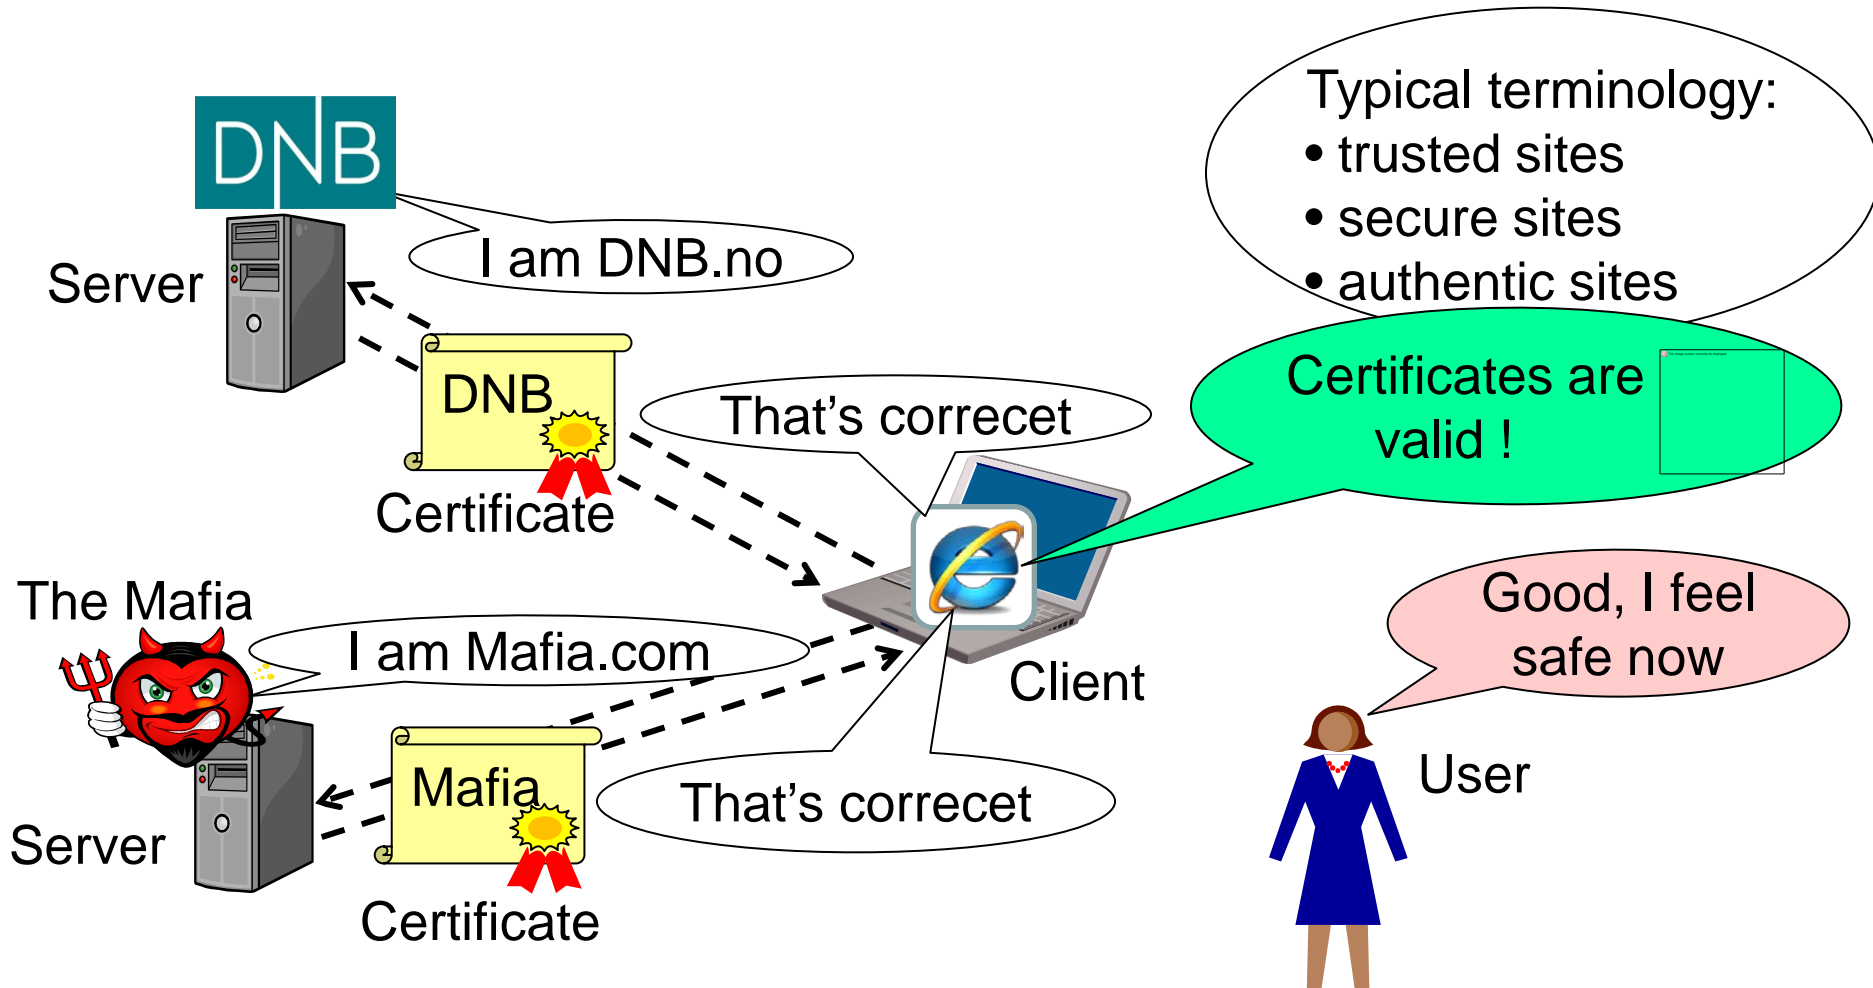 DNB
I am DNB.no
Server
DNB
Certificate
Typical terminology:
• trusted sites
• secure sites
• authentic sites
That's correcet
Certificates are
valid !
The Mafia
I am Mafia.com
Server
Mafia
Certificate
That's correcet
Client
Good, I feel
safe now
User